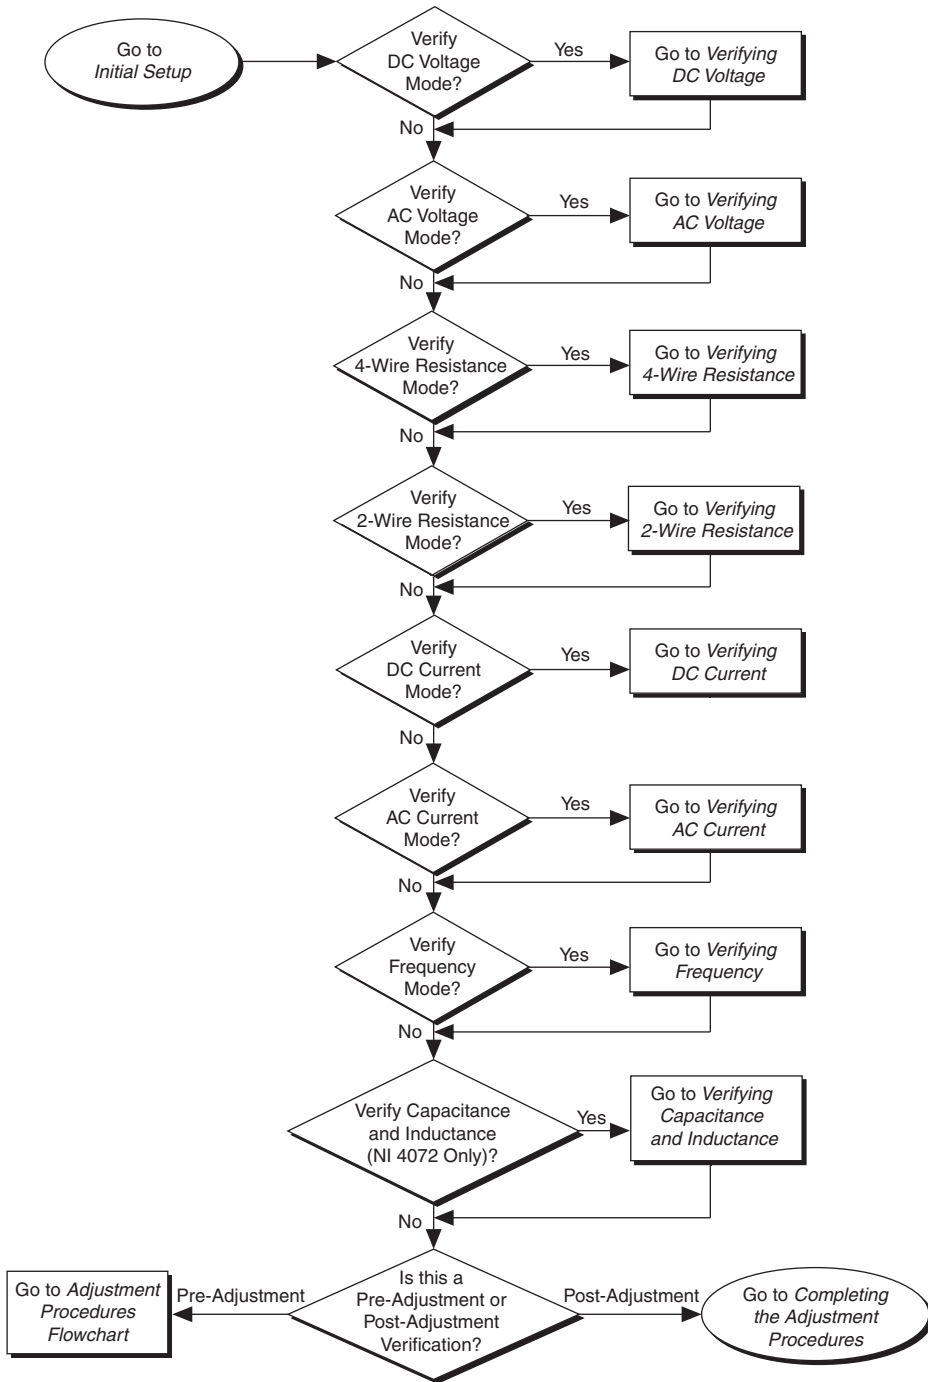 Go to
Initial Setup
Verify
DC Voltage
Mode?
Yes
Go to Verifying
DC Voltage
No
Verify
AC Voltage
Mode?
Yes
Go to Verifying
AC Voltage
No
Verify
4-Wire Resistance
Mode?
Yes
Go to Verifying
4-Wire Resistance
No
Verify
2-Wire Resistance
Mode?
Yes
Go to Verifying
2-Wire Resistance
No
Verify
DC Current
Mode?
Yes
Go to Verifying
DC Current
No
Verify
AC Current
Mode?
Yes
Go to Verifying
AC Current
No
Verify
Frequency
Mode?
Yes
Go to Verifying
Frequency
No
Verify Capacitance
and Inductance
(NI 4072 Only)?
Yes
Go to Verifying
Capacitance
and Inductance
No
Go to Adjustment
Procedures
Flowchart
Pre-Adjustment
Is this a
Pre-Adjustment or
Post-Adjustment
Verification?
Post-Adjustment
Go to Completing
the Adjustment
Procedures